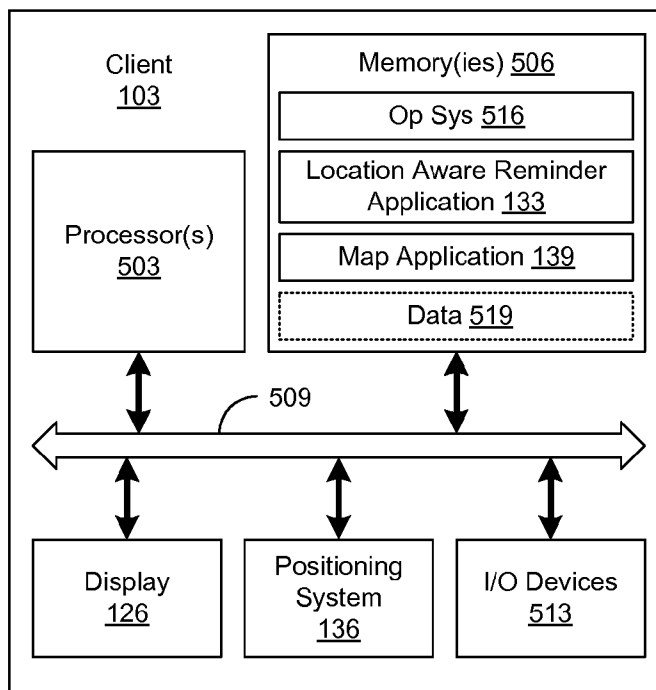 Client
103
Memory(ies) 506
Op Sys 516
Location Aware Reminder
Application 133
Map Application 139
Data 519
Processor(s)
503
509
Display
126
Positioning
System
136
I/O Devices
513